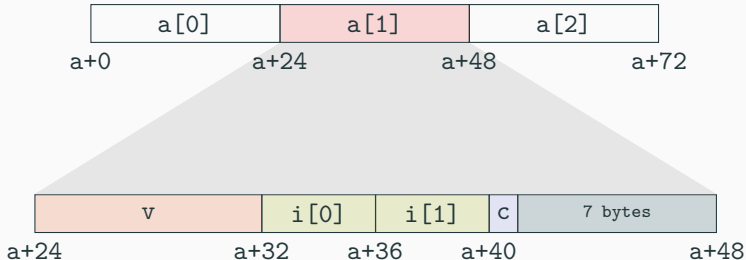 a[0] a[1] a[2]
a+0 a+24 a+48 a+72
v i[0] i[1] c 7 bytes
a+24 a+32 a+36 a+40 a+48